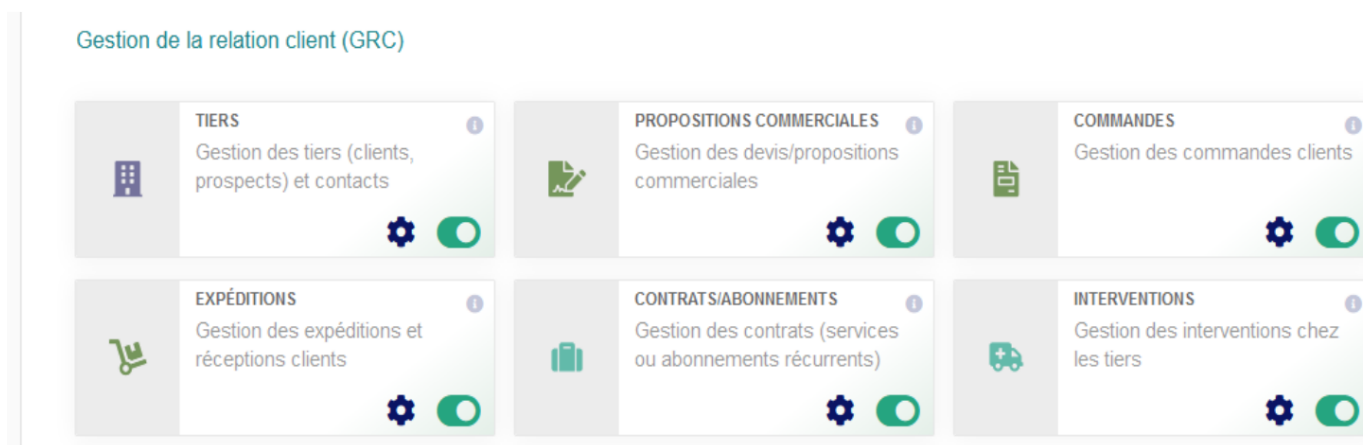 Gestion de la relation client (GRC)
TIERS
Gestion des tiers (clients,
prospects) et contacts
PROPOSITIONS COMMERCIALES
Gestion des devis/propositions
commerciales
COMMANDES
Gestion des commandes clients
EXPÉDITIONS
Gestion des expéditions et
réceptions clients
CONTRATS/ABONNEMENTS
Gestion des contrats (services
ou abonnements récurrents)
INTERVENTIONS
Gestion des interventions chez
les tiers